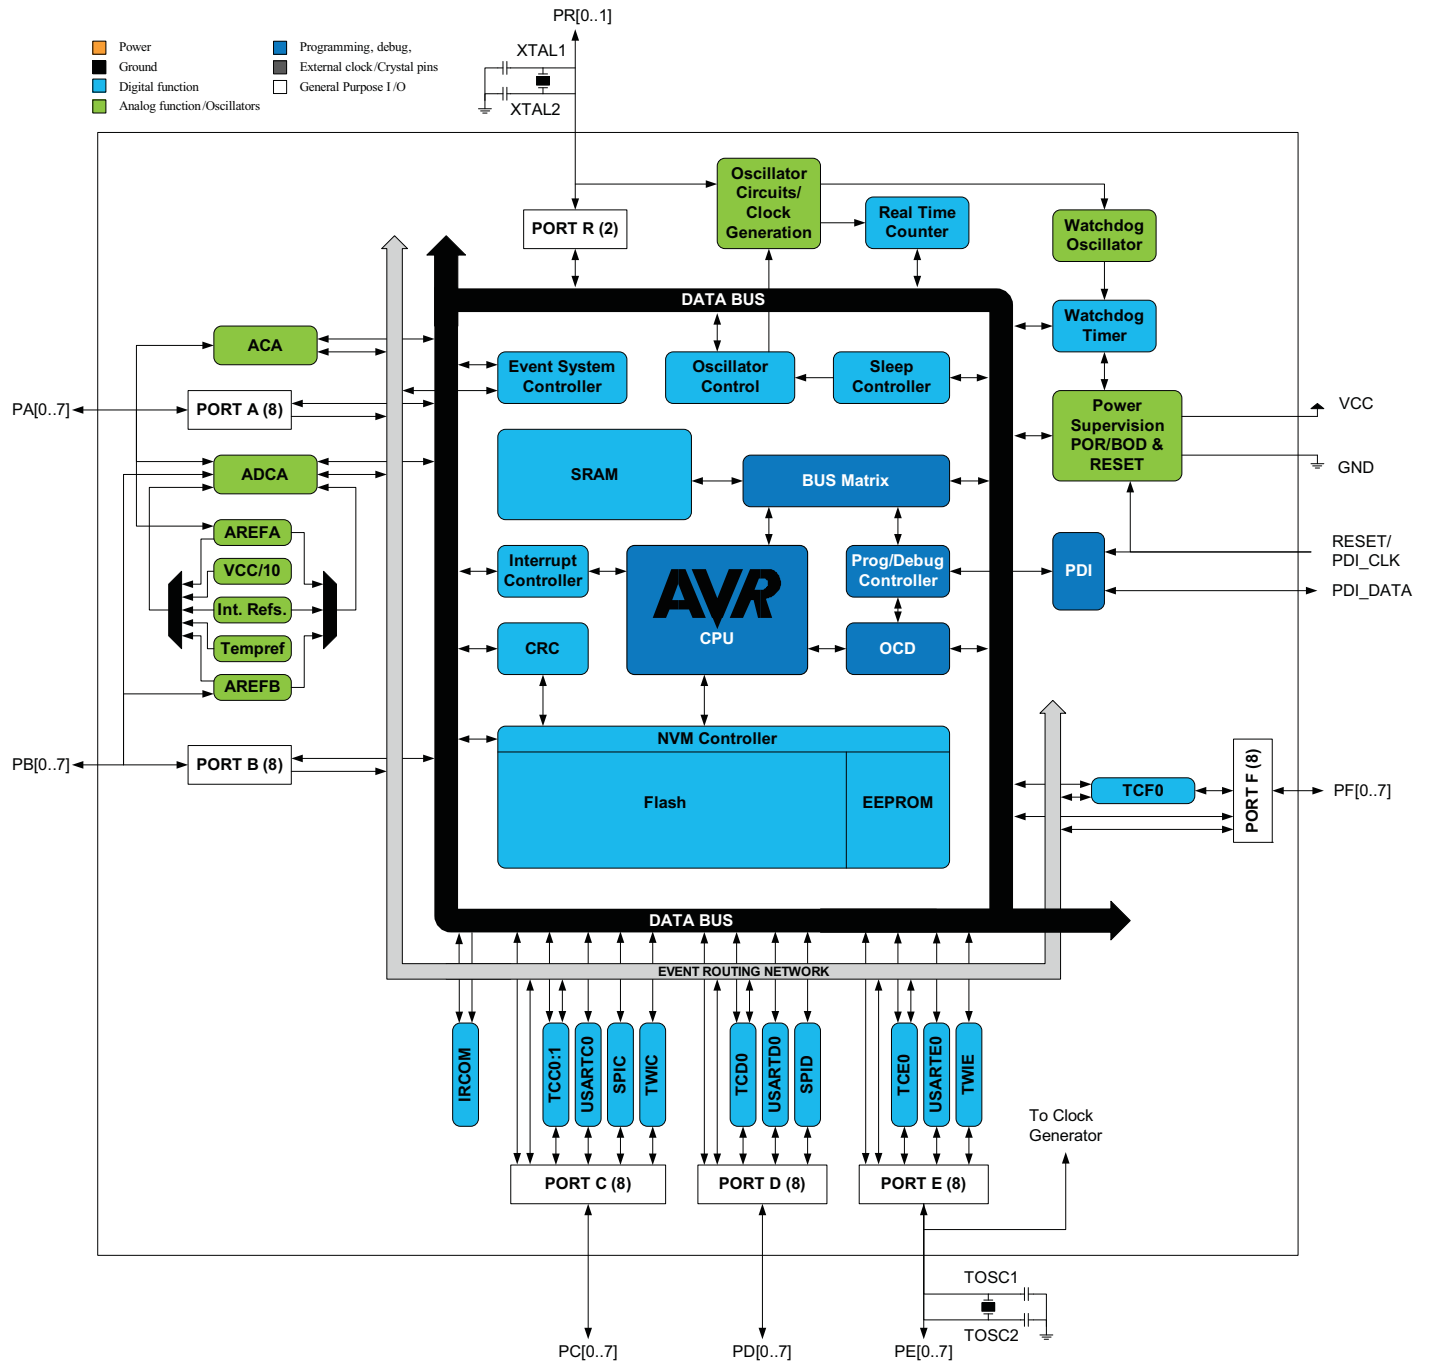 PR[0..1]
Power
Ground
Digital function
Analog function/Oscillators
Programming, debug,
External clock/Crystal pins
General Purpose I/O
XTAL1
XTAL2
Oscillator
Circuits/
Clock
Generation
Real Time
Counter
PORT R (2)
Watchdog
Oscillator
DATA BUS
Watchdog
Timer
ACA
Event System
Controller
Oscillator
Control
Sleep
Controller
PA[0..7]
PORT A (8)
Power
Supervision
POR/BOD &
RESET
VCC
GND
ADCA
SRAM
BUS Matrix
AREFA
VCC/10
Int. Refs.
Tempref
AREFB
Interrupt
Controller
AVR
CPU
Prog/Debug
Controller
PDI
RESET/
PDI_CLK
PDI_DATA
CRC
OCD
NVM Controller
Flash
EEPROM
PB[0..7]
PORT B (8)
TCF0
PORT F (8)
PF[0..7]
DATA BUS
EVENT ROUTING NETWORK
IRCOM
TCC0:1
USARTC0
SPIC
TWIC
TCD0
USARTD0
SPID
TCE0
USARTE0
TWIE
To Clock
Generator
PORT C (8)
PORT D (8)
PORT E (8)
TOSC1
TOSC2
PC[0..7]
PD[0..7]
PE[0..7]